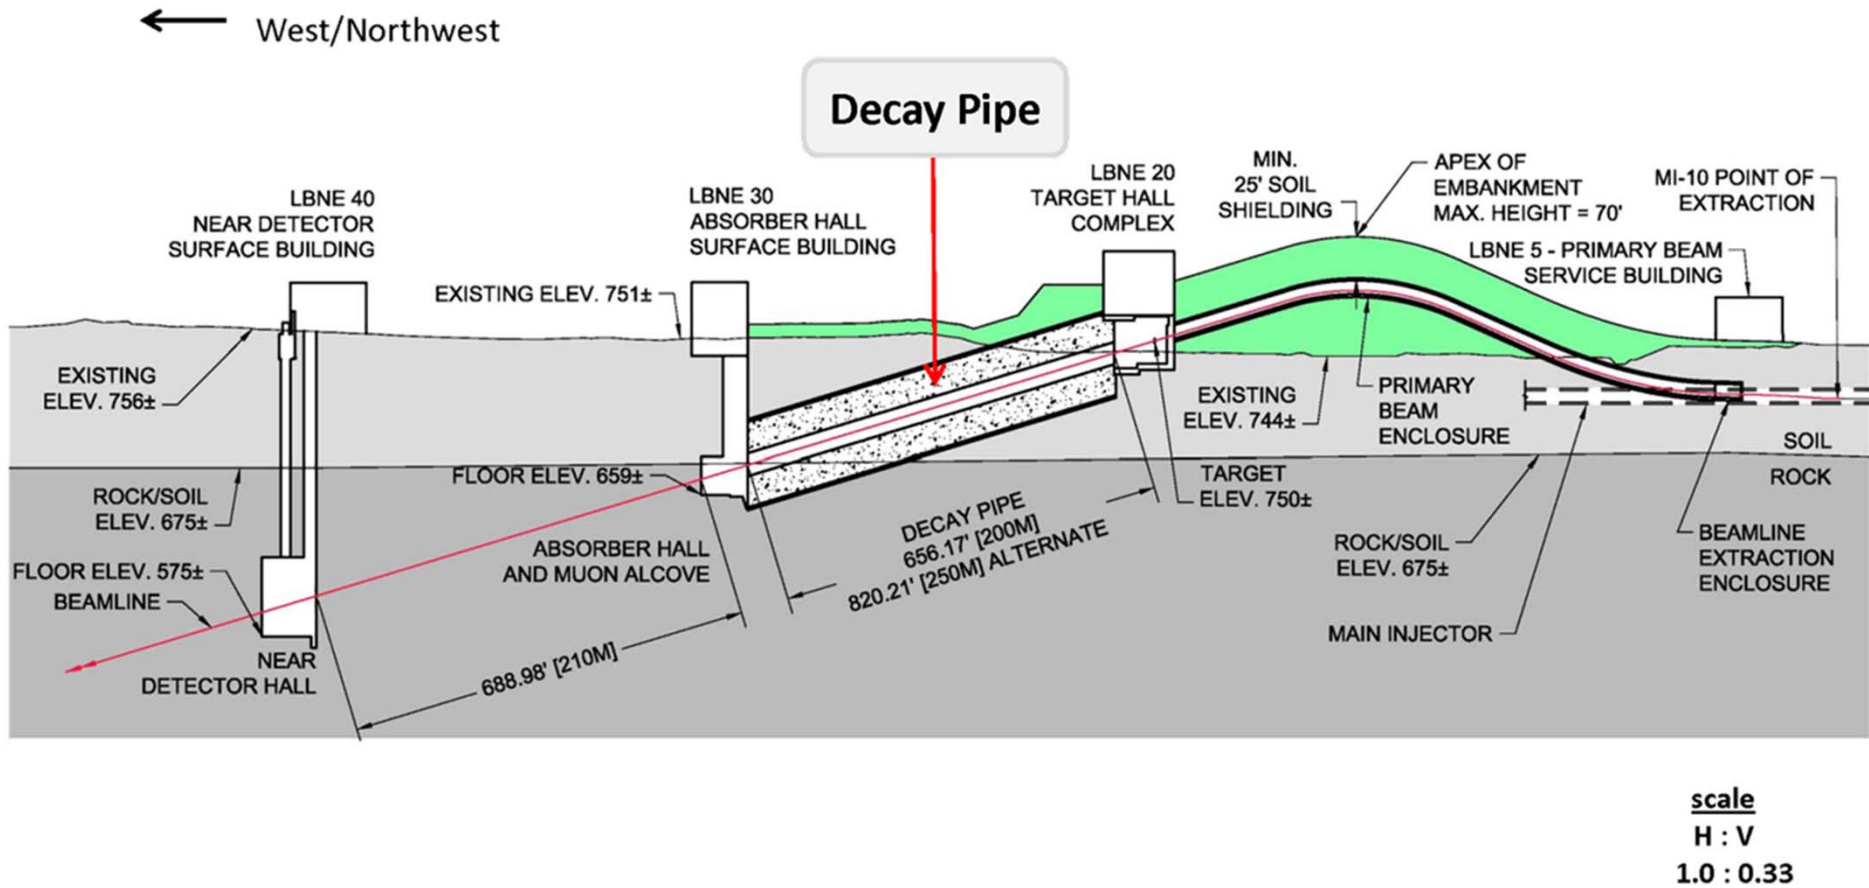 West/Northwest
Decay Pipe
LBNE 40
NEAR DETECTOR
SURFACE BUILDING
LBNE 30
ABSORBER HALL
SURFACE BUILDING
LBNE 20
TARGET HALL
COMPLEX
MIN.
25' SOIL
SHIELDING
APEX OF
EMBANKMENT
MAX. HEIGHT = 70'
MI-10 POINT OF
EXTRACTION
LBNE 5 - PRIMARY BEAM
SERVICE BUILDING
EXISTING ELEV. 751±
EXISTING
ELEV. 756±
EXISTING
ELEV. 744±
PRIMARY
BEAM
ENCLOSURE
SOIL
ROCK
FLOOR ELEV. 659±
ROCK/SOIL
ELEV. 675±
TARGET
ELEV. 750±
DECAY PIPE
656.17' [200M]
820.21' [250M] ALTERNATE
ABSORBER HALL
AND MUON ALCOVE
ROCK/SOIL
ELEV. 675±
BEAMLINE
EXTRACTION
ENCLOSURE
FLOOR ELEV. 575±
BEAMLINE
MAIN INJECTOR
NEAR
DETECTOR HALL
688.98' [210M]
scale
H : V
1.0 : 0.33